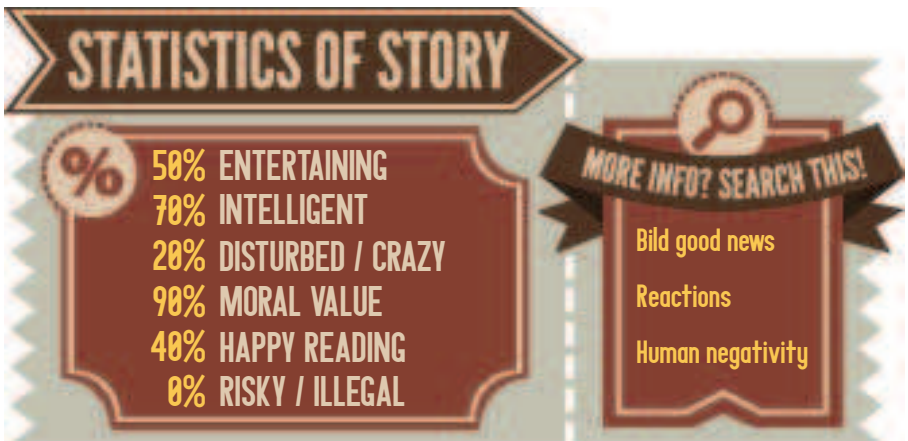 STATISTICS OF STORY
%
50% ENTERTAINING
70% INTELLIGENT
20% DISTURBED / CRAZY
90% MORAL VALUE
40% HAPPY READING
0% RISKY / ILLEGAL
MORE INFO? SEARCH THIS!
Bild good news
Reactions
Human negativity